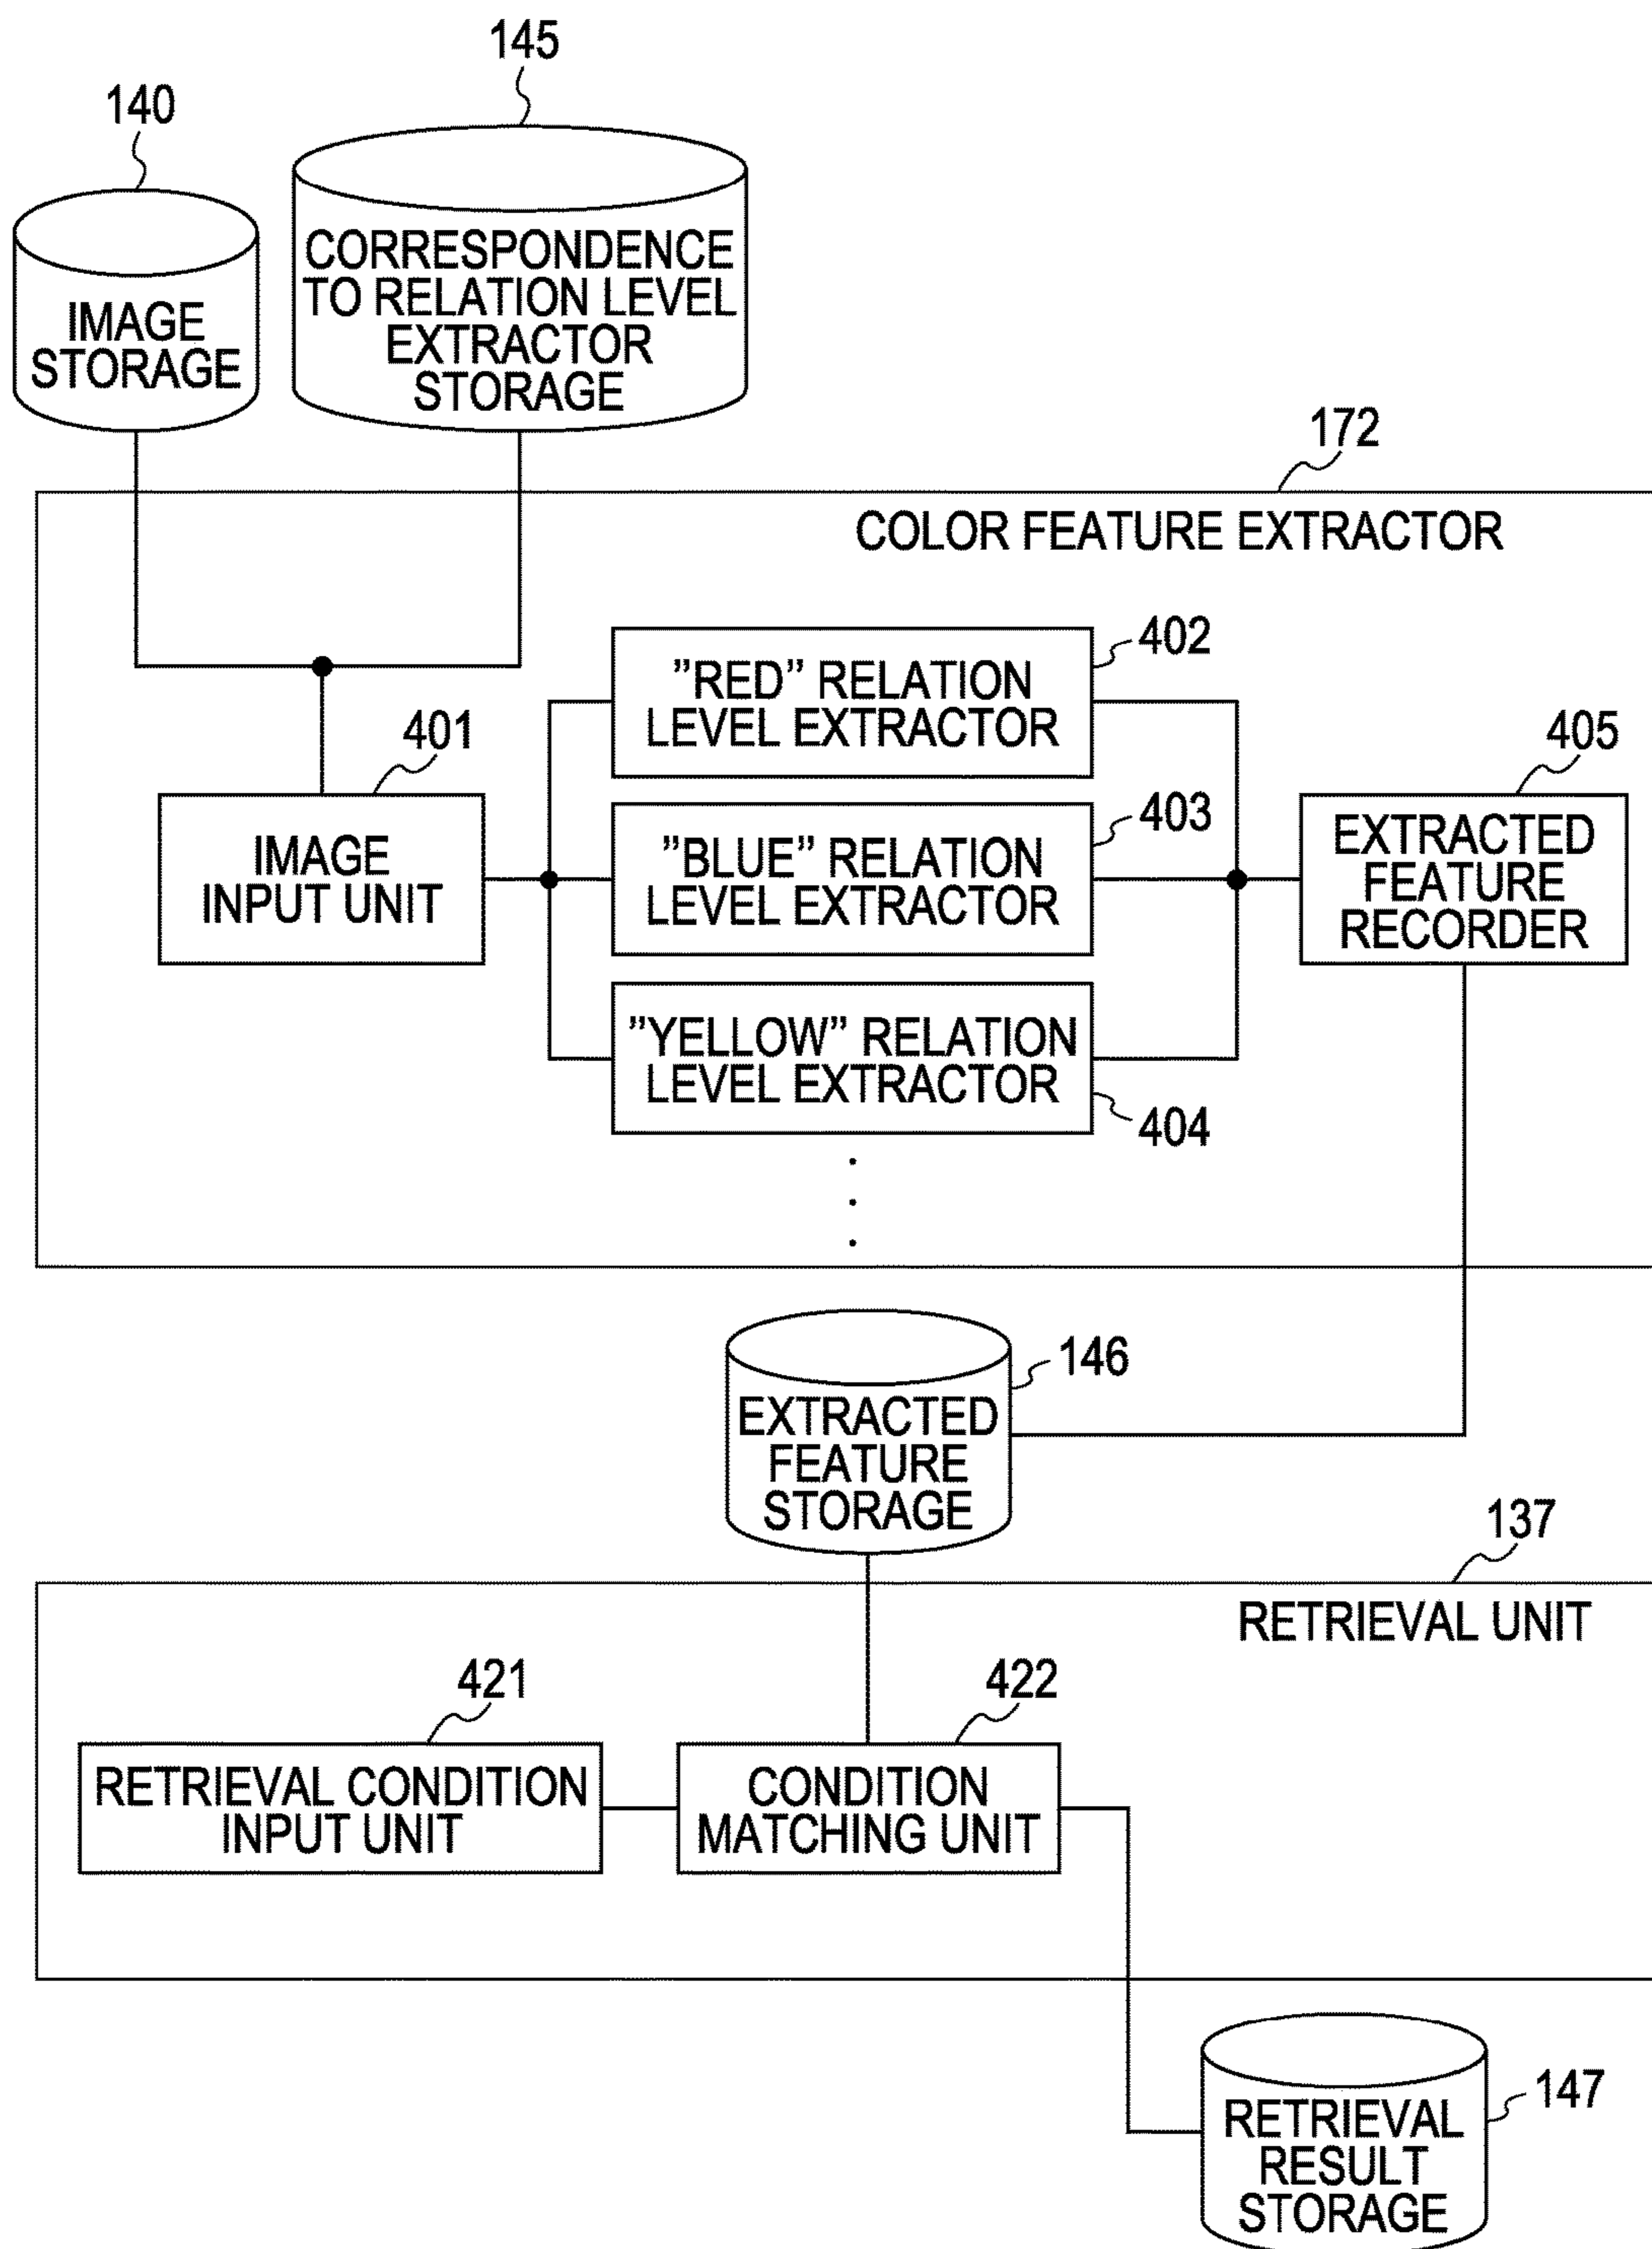 145
140
CORRESPONDENCE
TO RELATION LEVEL
EXTRACTOR
STORAGE
IMAGE
STORAGE
172
COLOR FEATURE EXTRACTOR
402
"RED" RELATION
LEVEL EXTRACTOR
401
IMAGE
INPUT UNIT
403
"BLUE" RELATION
LEVEL EXTRACTOR
405
EXTRACTED
FEATURE
RECORDER
"YELLOW" RELATION
LEVEL EXTRACTOR
404
146
EXTRACTED
FEATURE
STORAGE
137
RETRIEVAL UNIT
421
RETRIEVAL CONDITION
INPUT UNIT
422
CONDITION
MATCHING UNIT
147
RETRIEVAL
RESULT
STORAGE